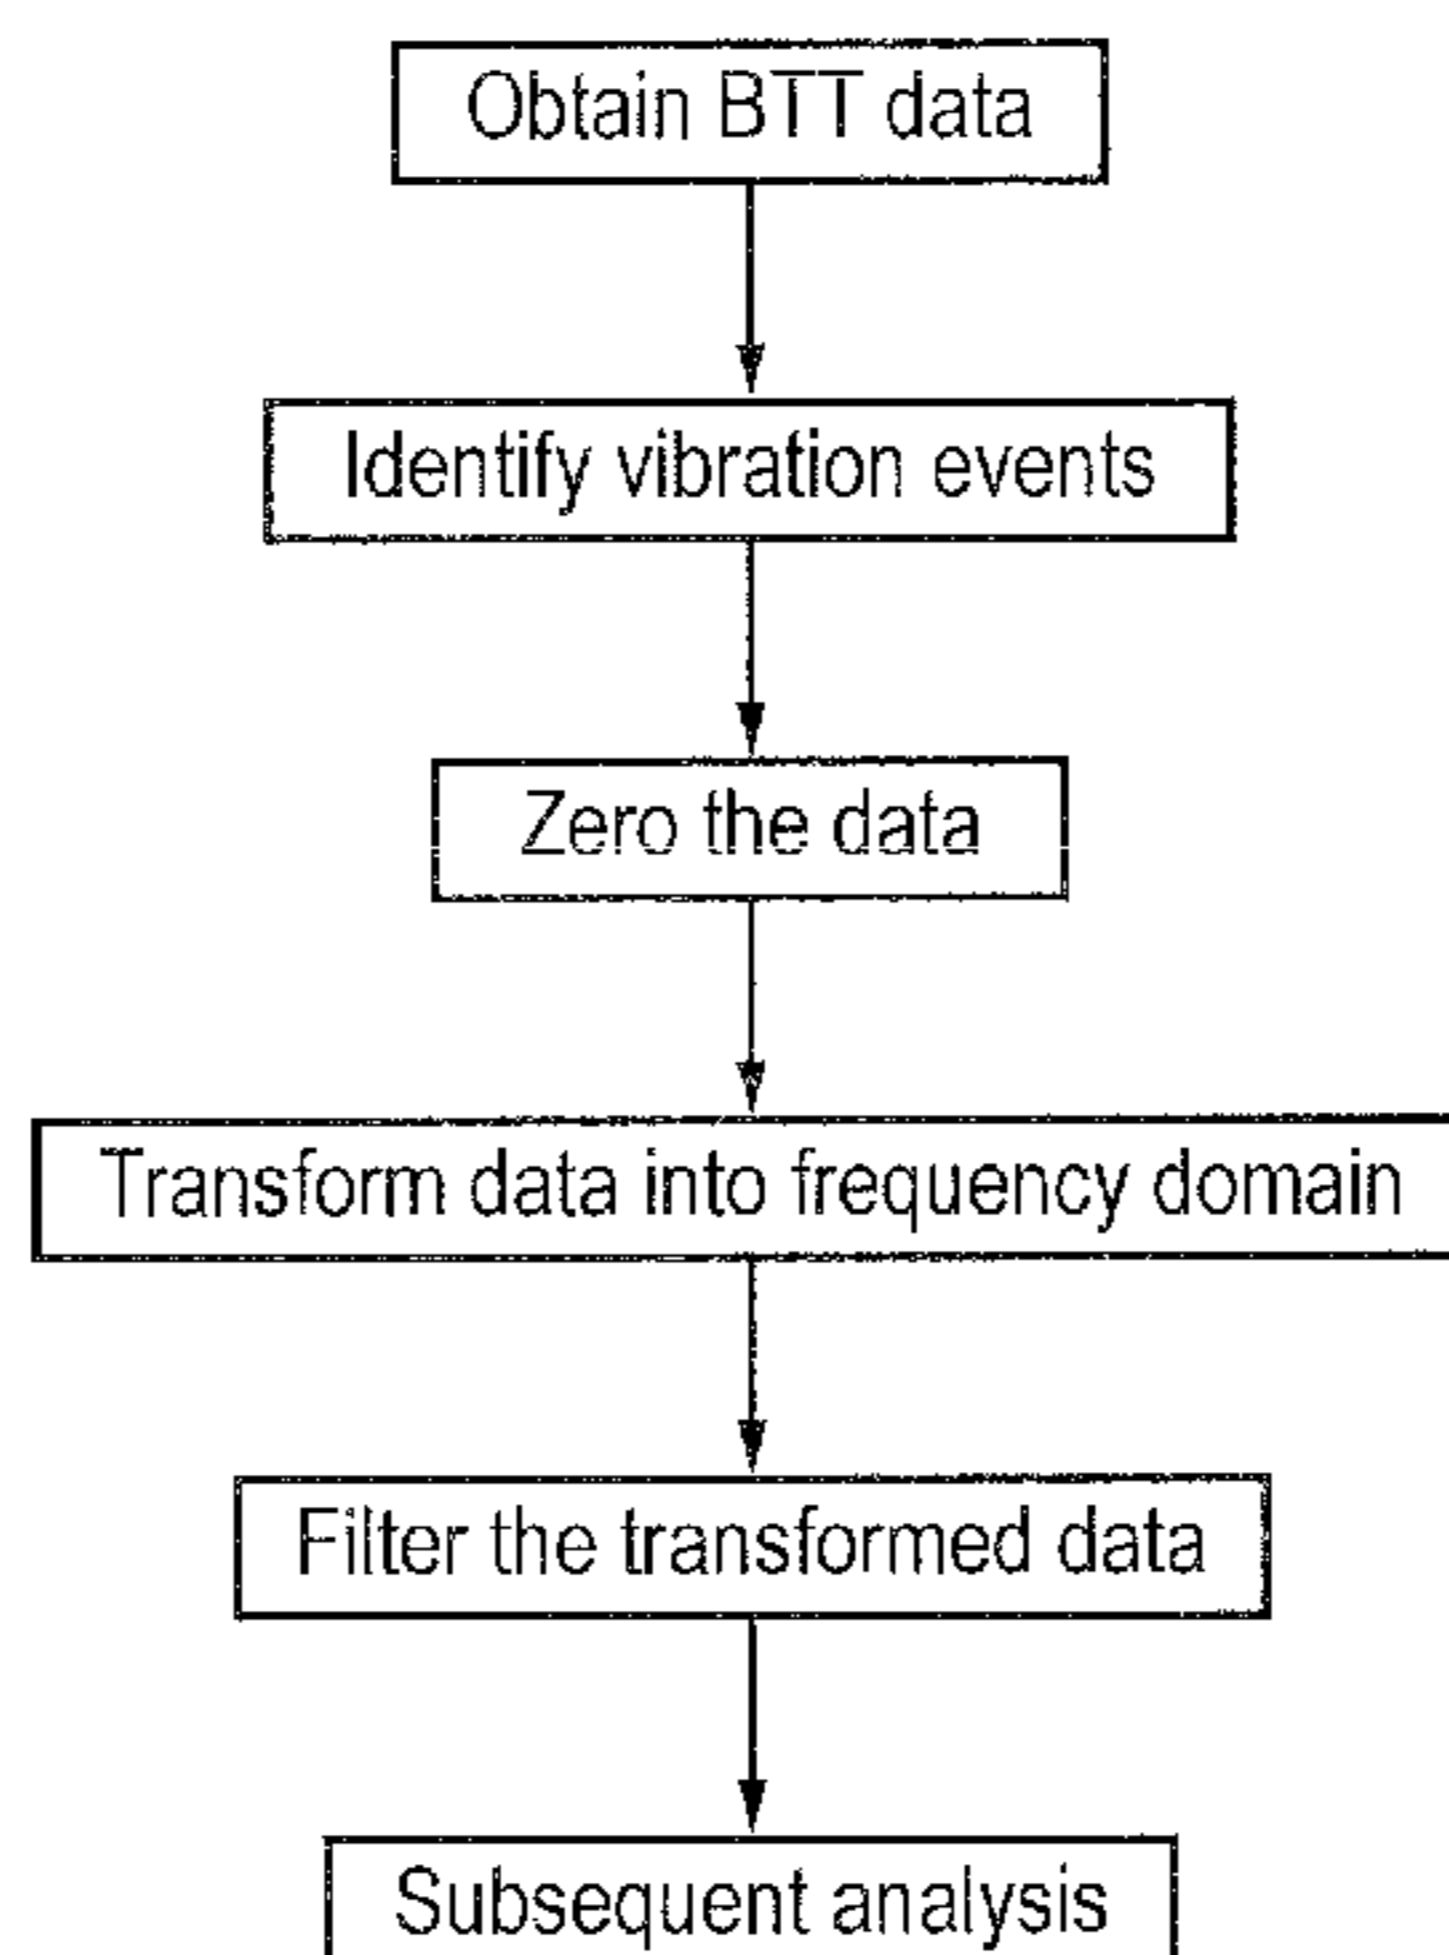 Obtain BTT data
Identify vibration events
Zero the data
Transform data into frequency domain
Filter the transformed data
Subsequent analysis